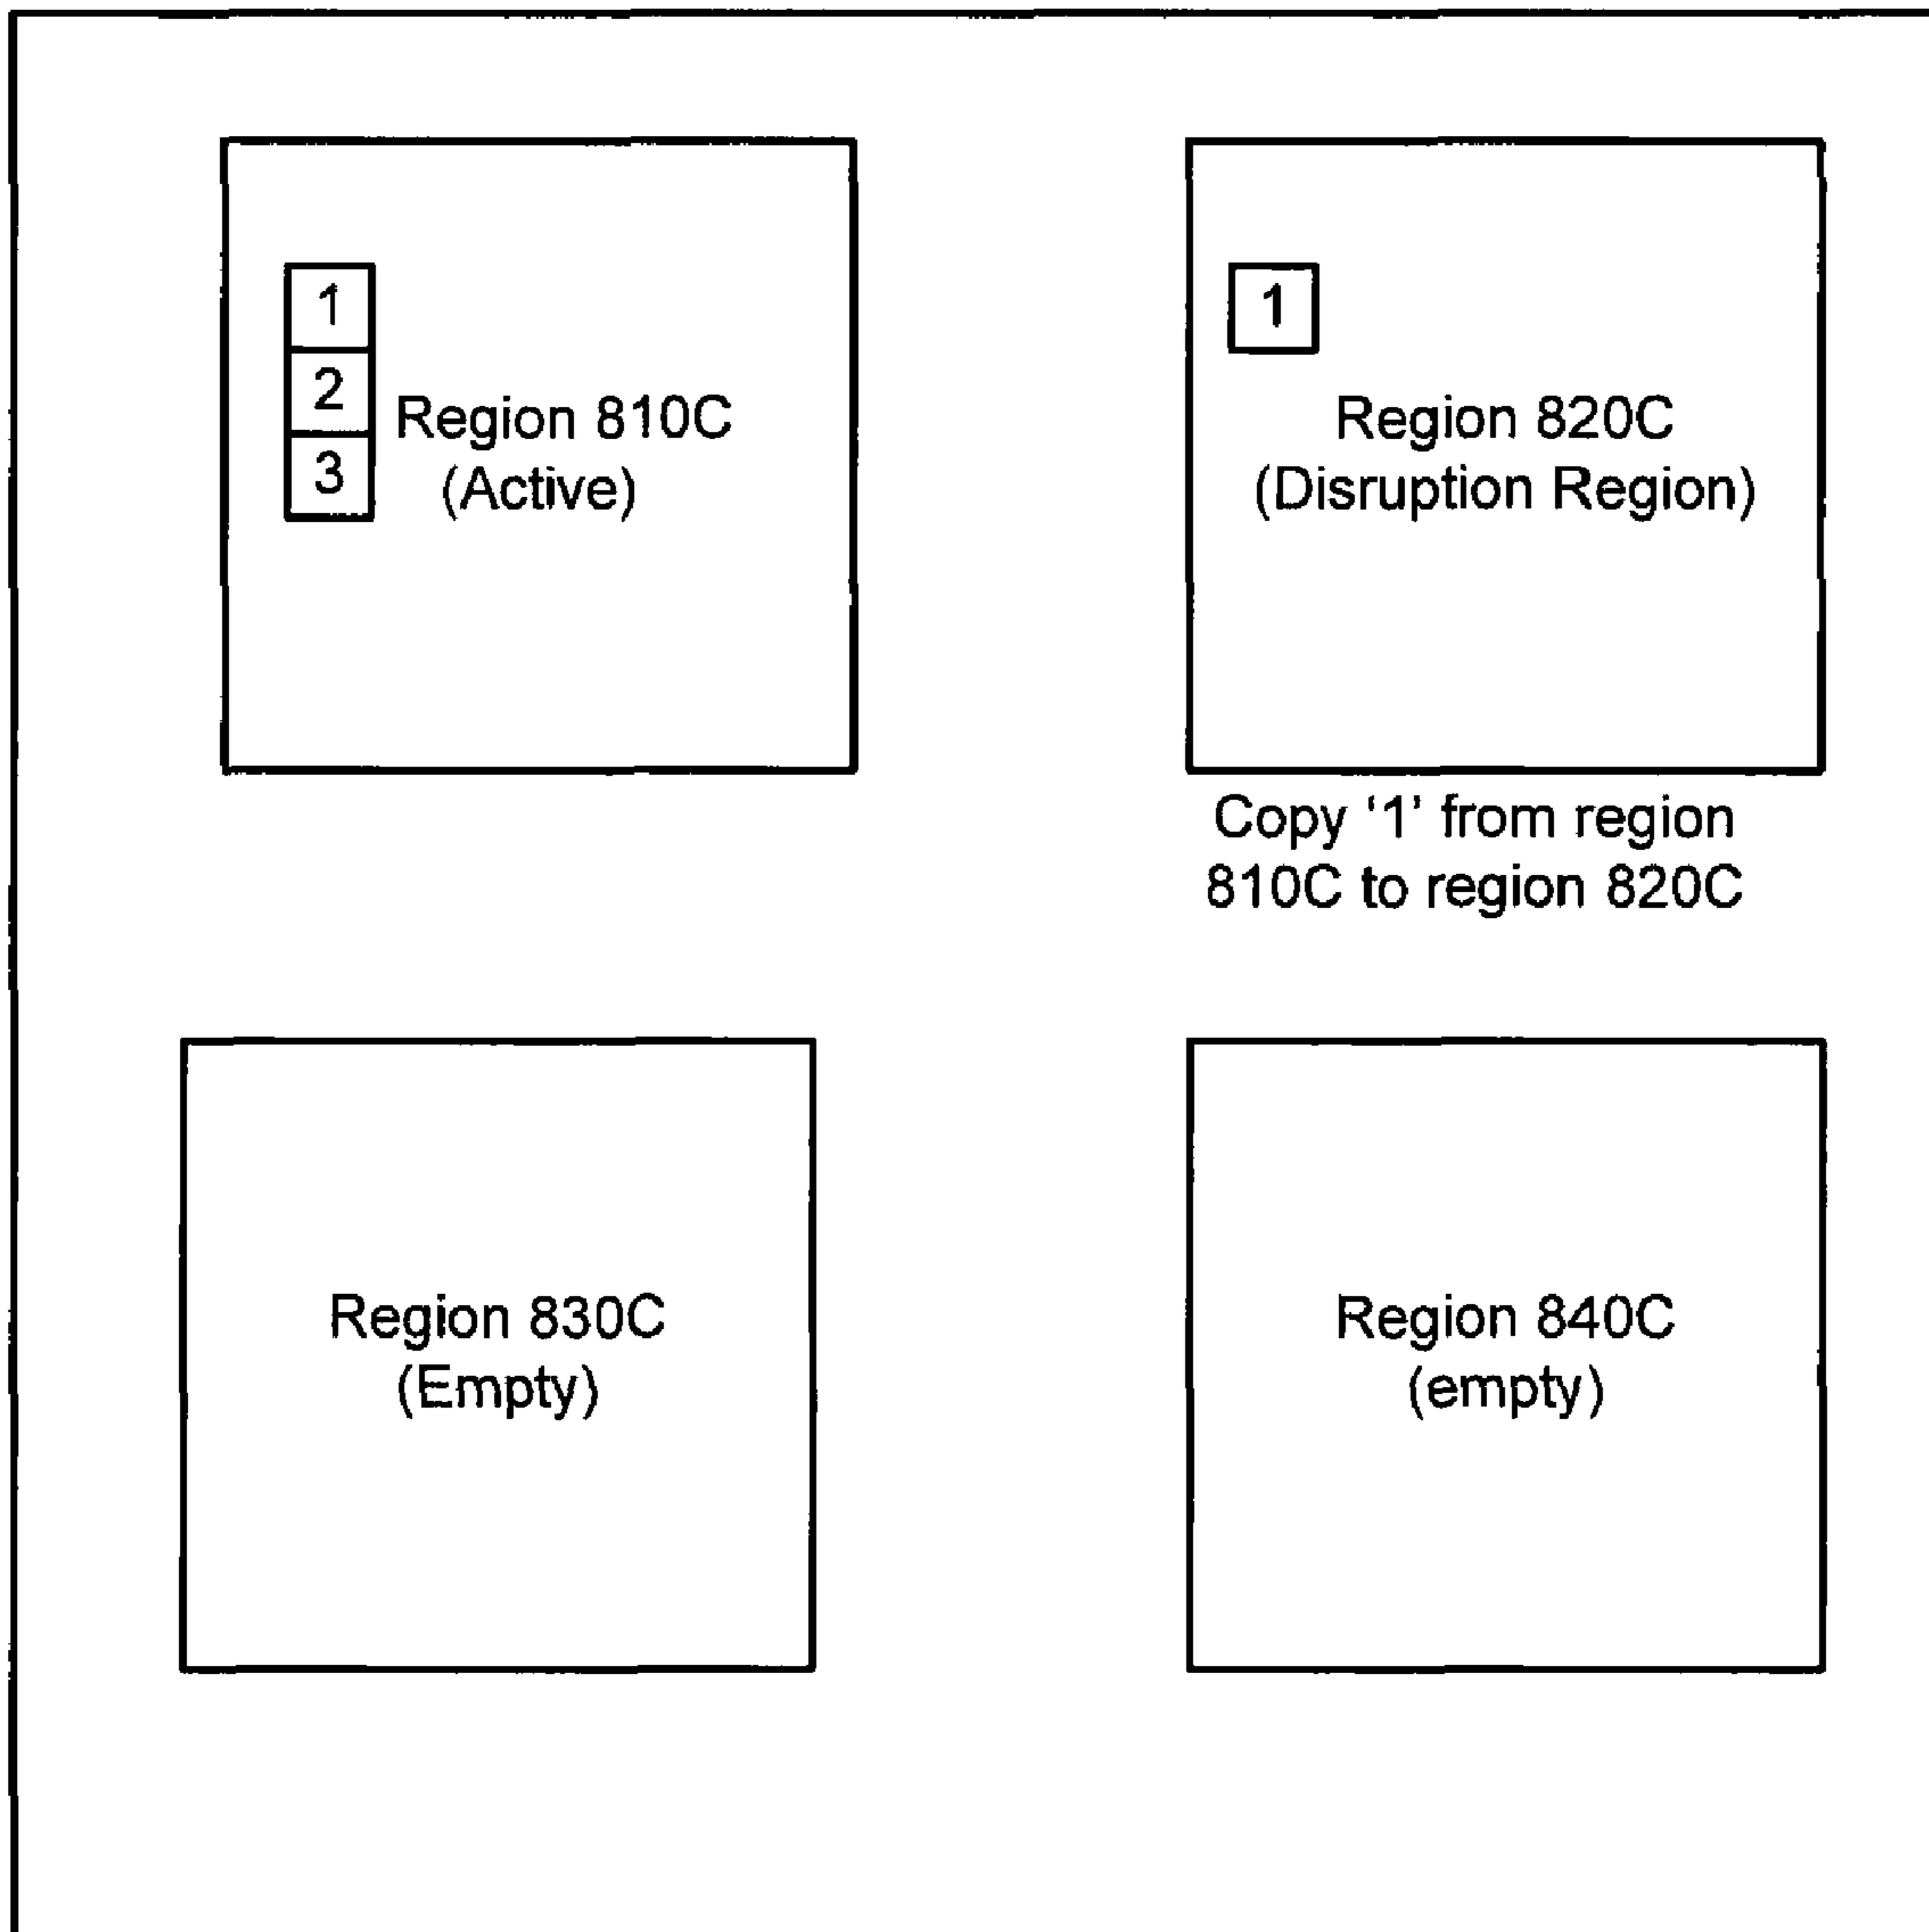 1
2
3
Region 810C
(Active)
1
Region 820C
(Disruption Region)
Copy ‘1’ from region
810C to region 820C
Region 830C
(Empty)
Region 840C
(empty)